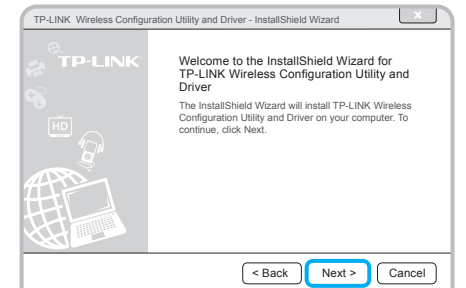 TP-LINK Wireless Configuration Utility and Driver - InstallShield Wizard
X
TP-LINK
HD
Welcome to the InstallShield Wizard for
TP-LINK Wireless Configuration Utility and
Driver
The InstallShield Wizard will install TP-LINK Wireless
Configuration Utility and Driver on your computer. To
continue, click Next.
< Back
Next >
Cancel